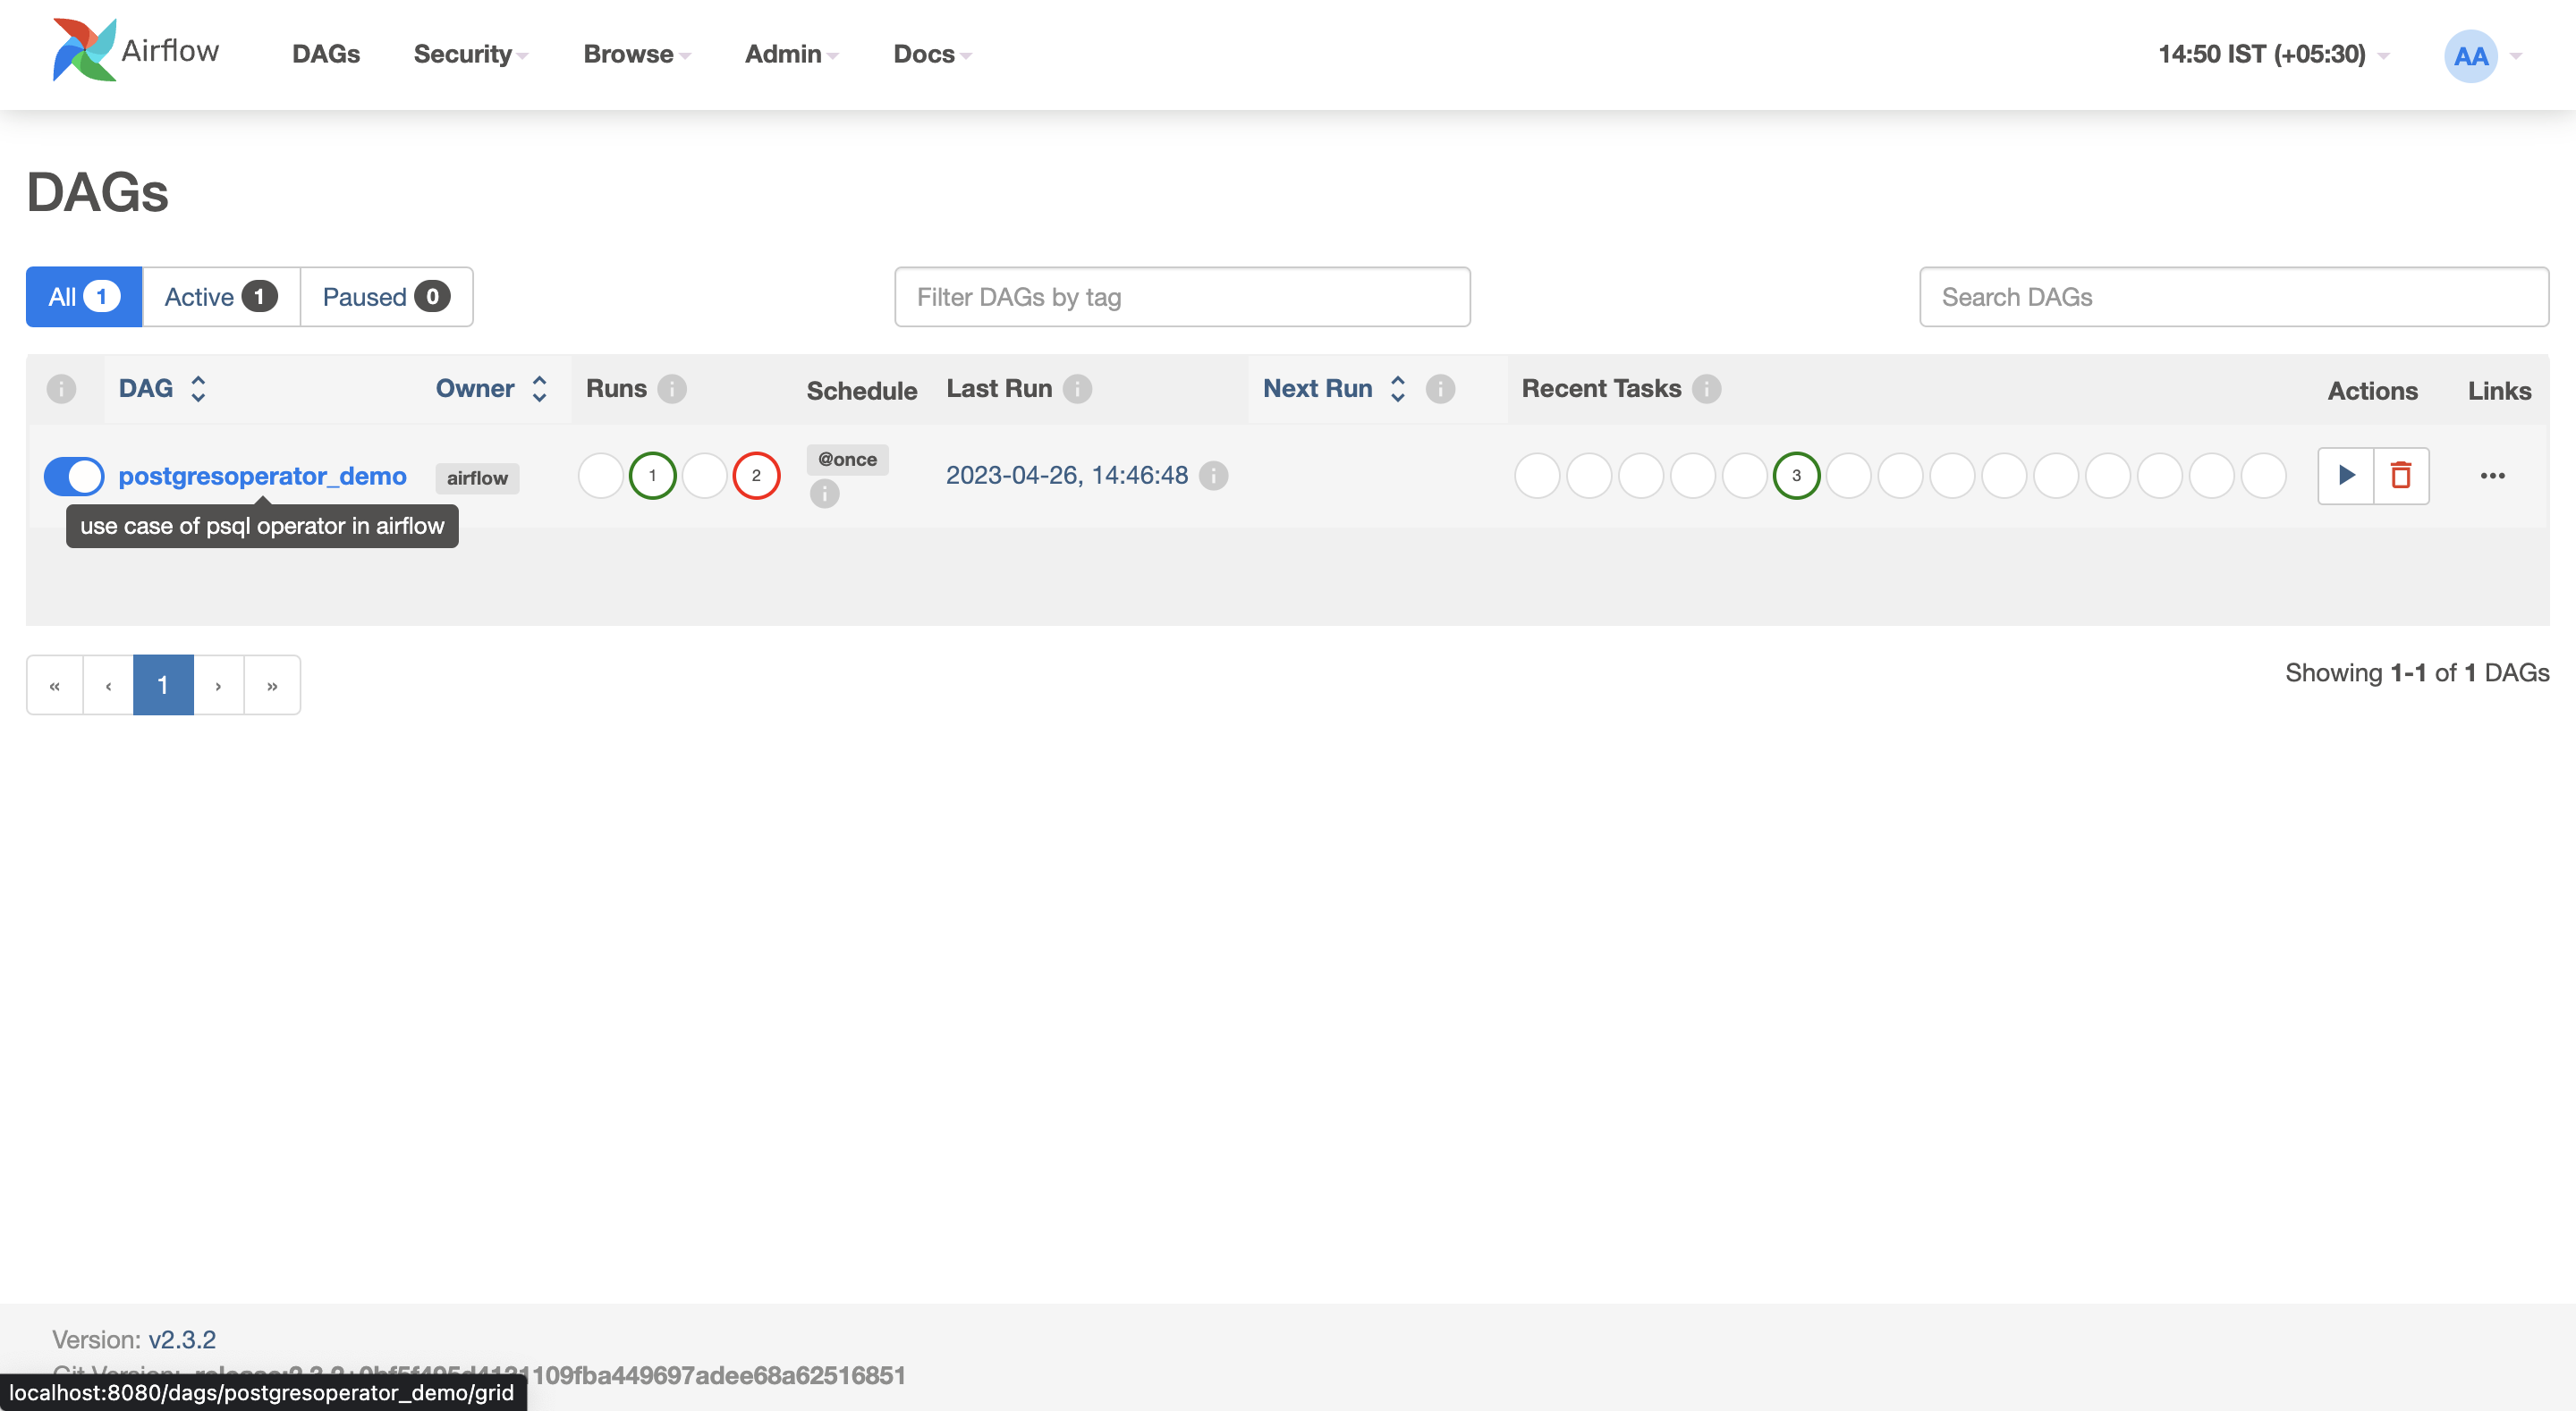 Airflow DAGs Security Browse Admin Docs 14:50 IST (+05:30) AA
DAGs
All 1 Active 1 Paused 0 Filter DAGs by tag Search DAGs
i DAG Owner Runs i Schedule Last Run i Next Run i Recent Tasks i Actions Links
postgresoperator_demo airflow 1 2 @once i 2023-04-26, 14:46:48 i 3 ...
use case of psql operator in airflow
« ‹ 1 › » Showing 1-1 of 1 DAGs
Version: v2.3.2
109fba449697adee68a62516851
localhost:8080/dags/postgresoperator_demo/grid